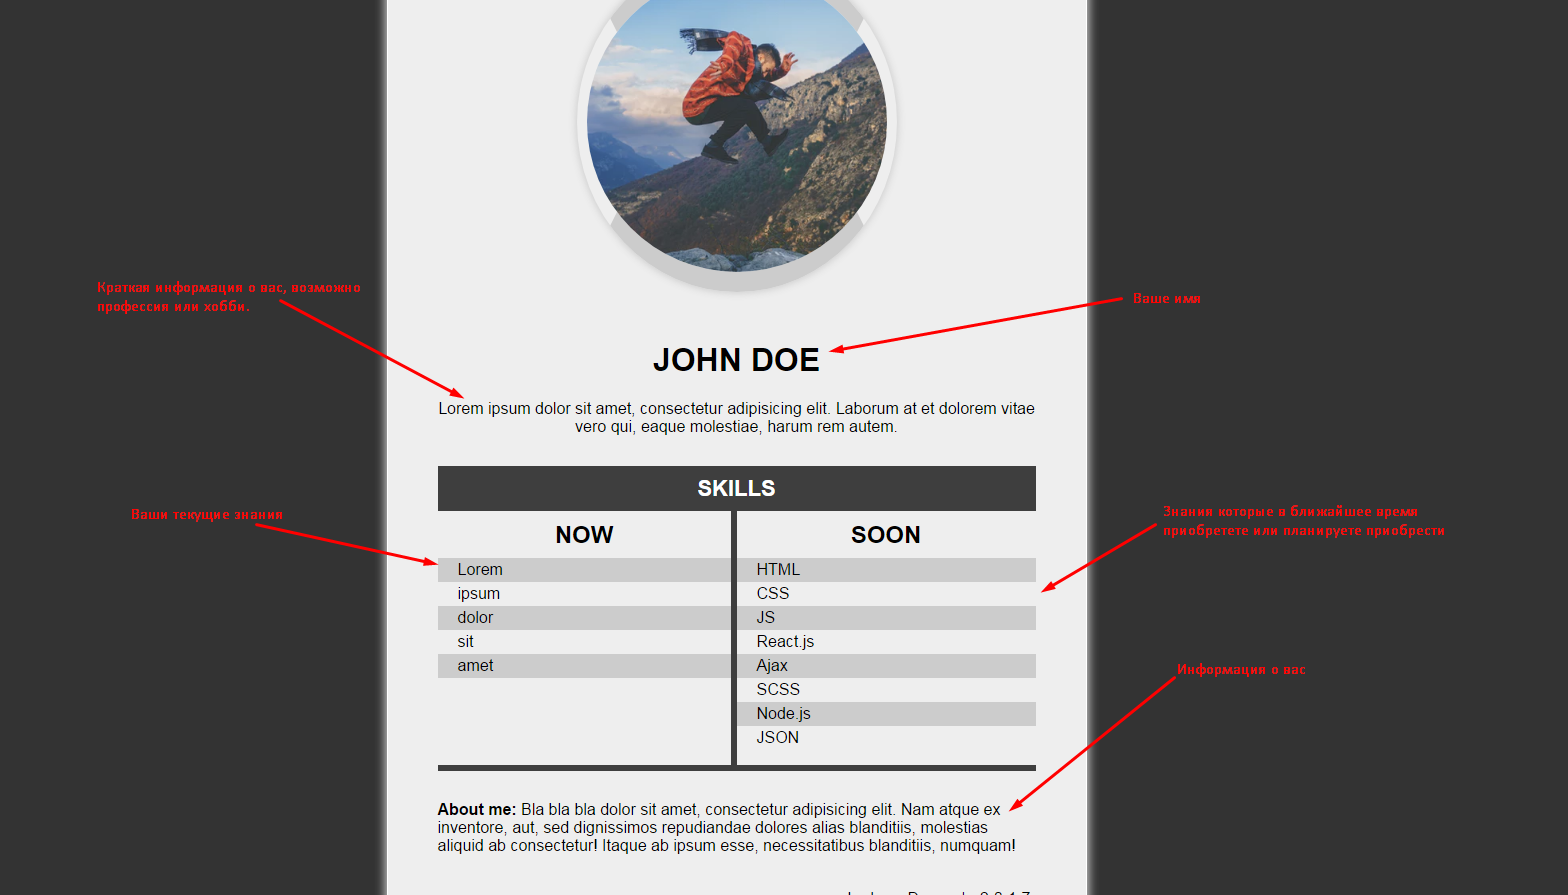 Краткая информация о вас, возможно
профессия или хобби.
Ваше имя
JOHN DOE
Lorem ipsum dolor sit amet, consectetur adipisicing elit. Laborum at et dolorem vitae
vero qui, eaque molestiae, harum rem autem.
SKILLS
Ваши текущие знания
NOW
Lorem
ipsum
dolor
sit
amet
SOON
HTML
CSS
JS
React.js
Ajax
SCSS
Node.js
JSON
Знания которые в ближайшее время
приобретете или планируете приобрести
Информация о вас
About me: Bla bla bla dolor sit amet, consectetur adipisicing elit. Nam atque ex
inventore, aut, sed dignissimos repudiandae dolores alias blanditiis, molestias
aliquid ab consectetur! Itaque ab ipsum esse, necessitatibus blanditiis, numquam!